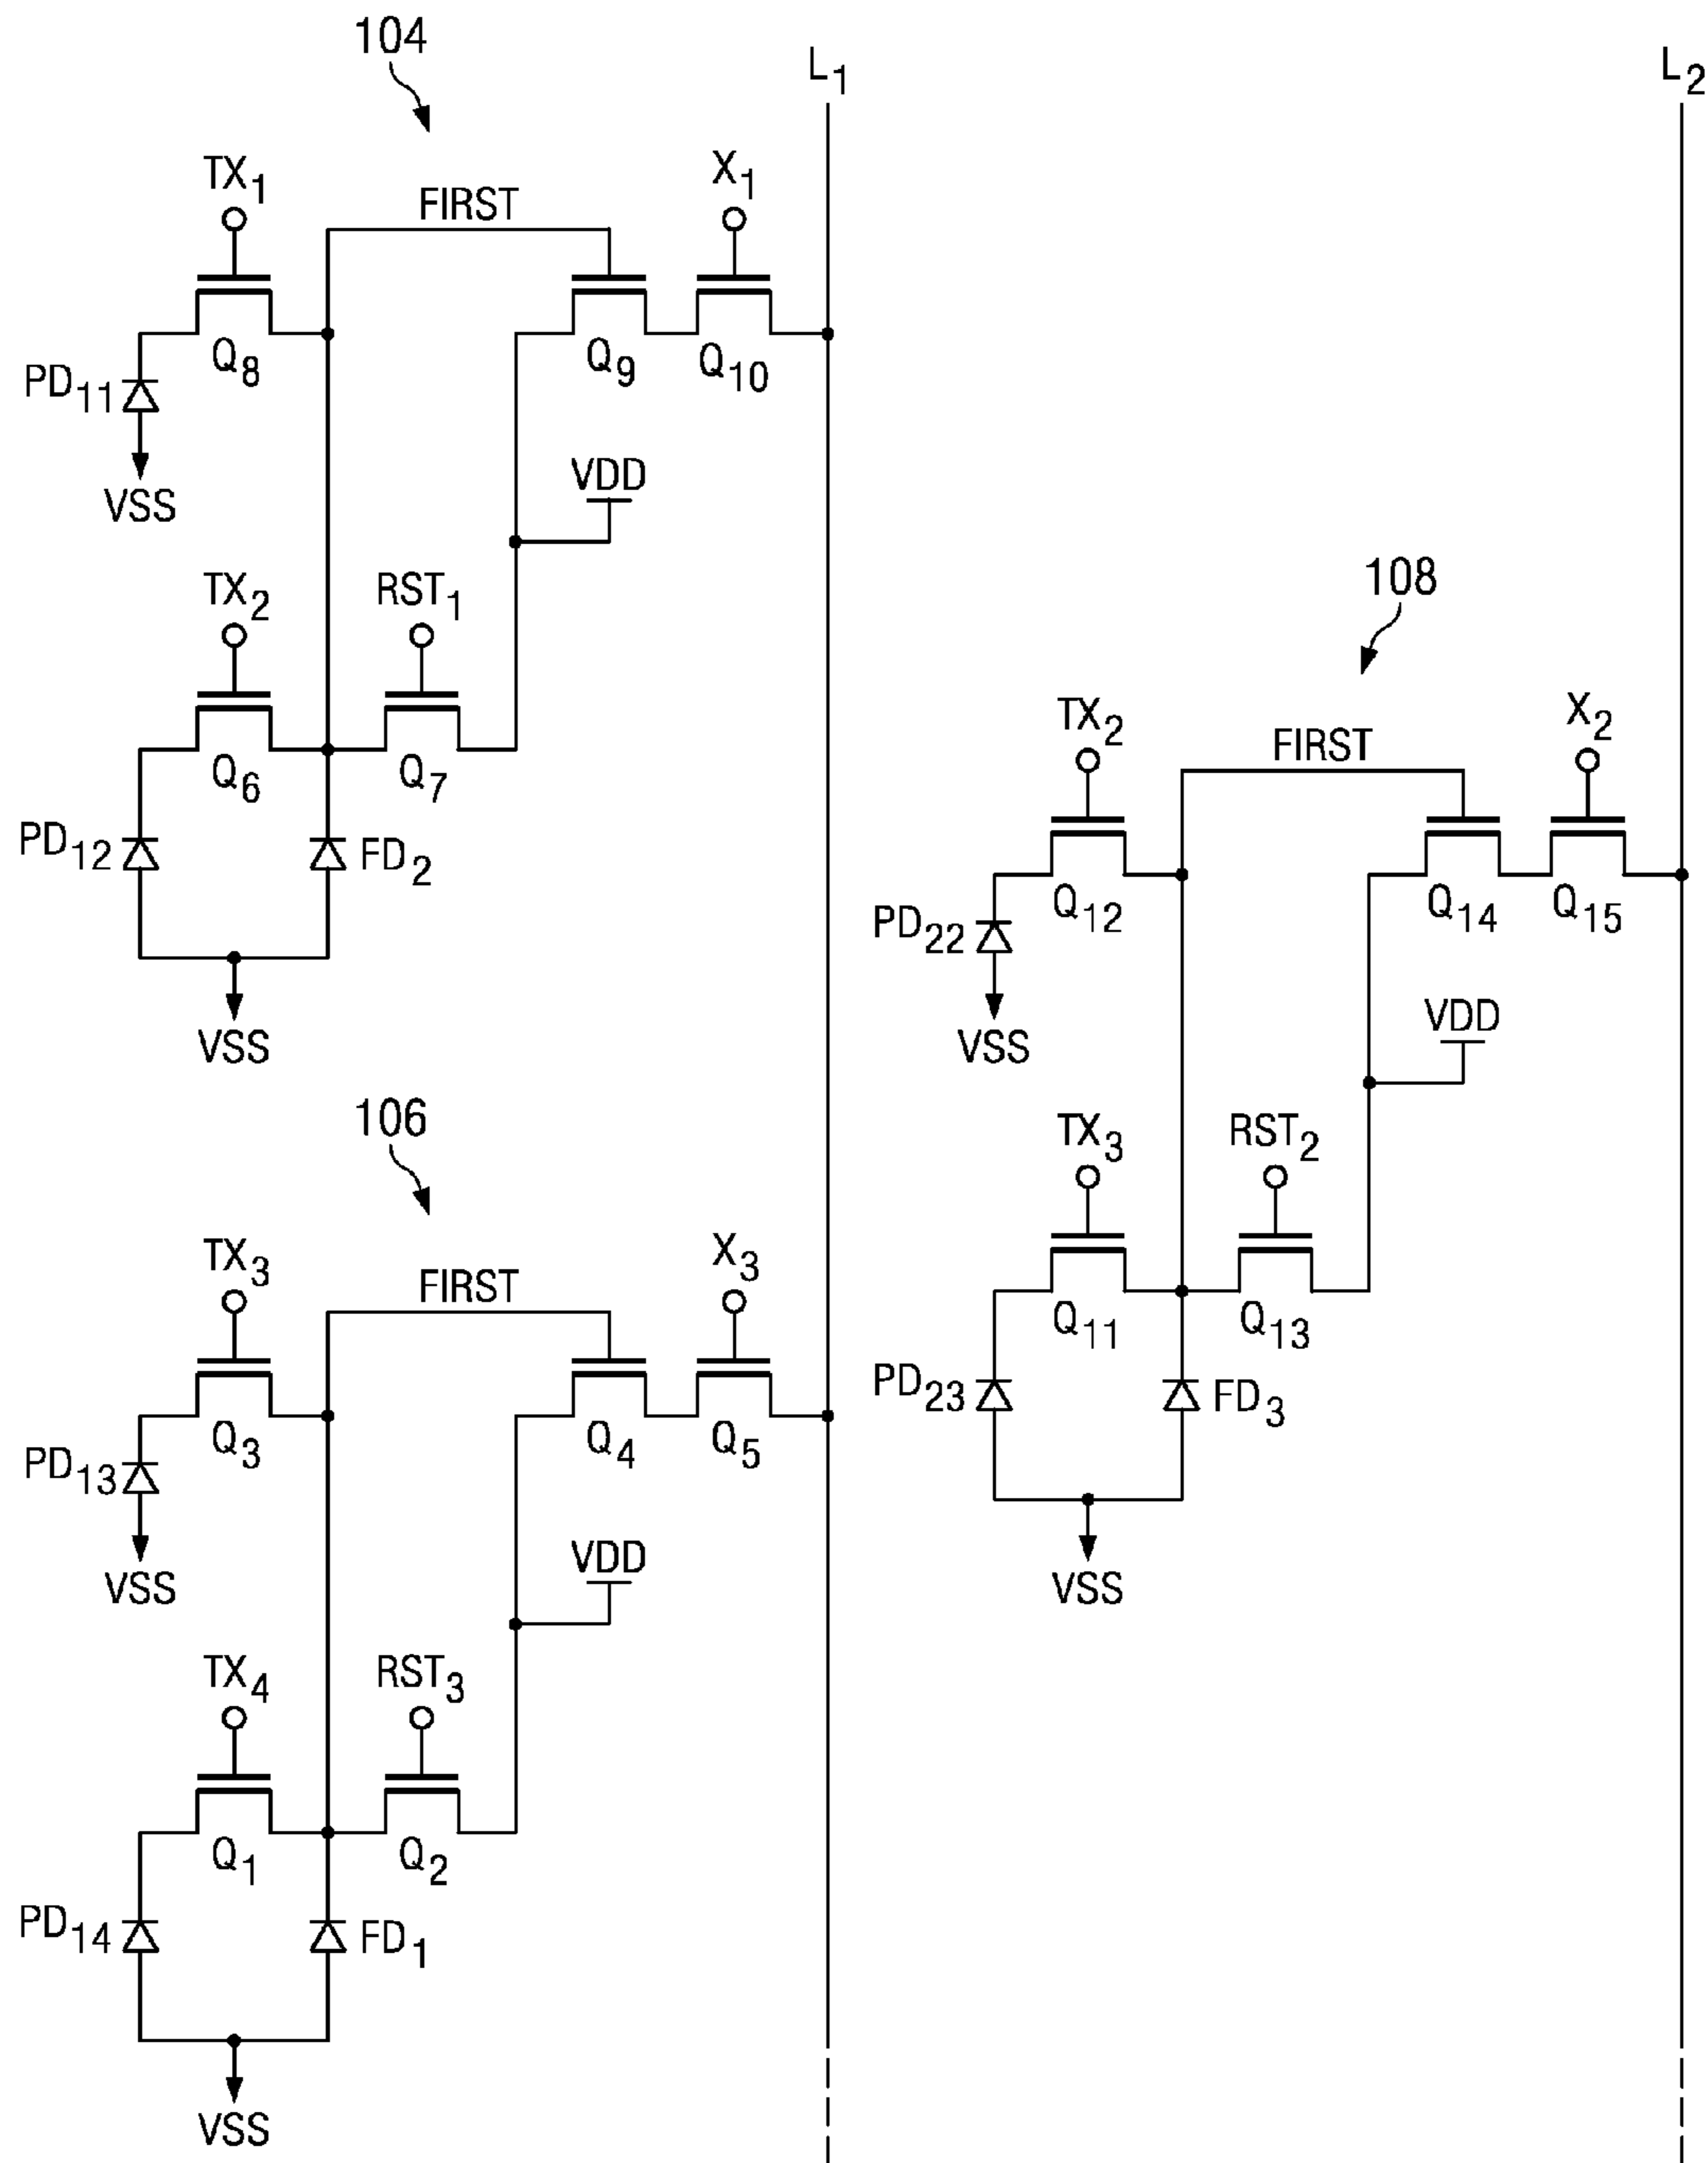 104
L1
L2
TX1
FIRST
X1
Q8
Q9
Q10
PD11
VSS
VDD
TX2
RST1
Q6
Q7
PD12
FD2
VSS
108
TX2
FIRST
X2
Q12
Q14
Q15
PD22
VSS
VDD
TX3
RST2
Q11
Q13
PD23
FD3
VSS
106
TX3
FIRST
X3
Q3
Q4
Q5
PD13
VSS
VDD
TX4
RST3
Q1
Q2
PD14
FD1
VSS